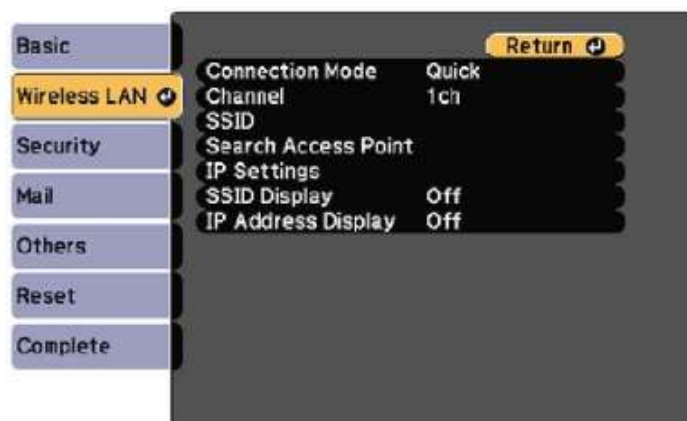 Basic
Wireless LAN
Security
Mail
Others
Reset
Complete
Return
Connection Mode Quick
Channel 1ch
SSID
Search Access Point
IP Settings
SSID Display Off
IP Address Display Off